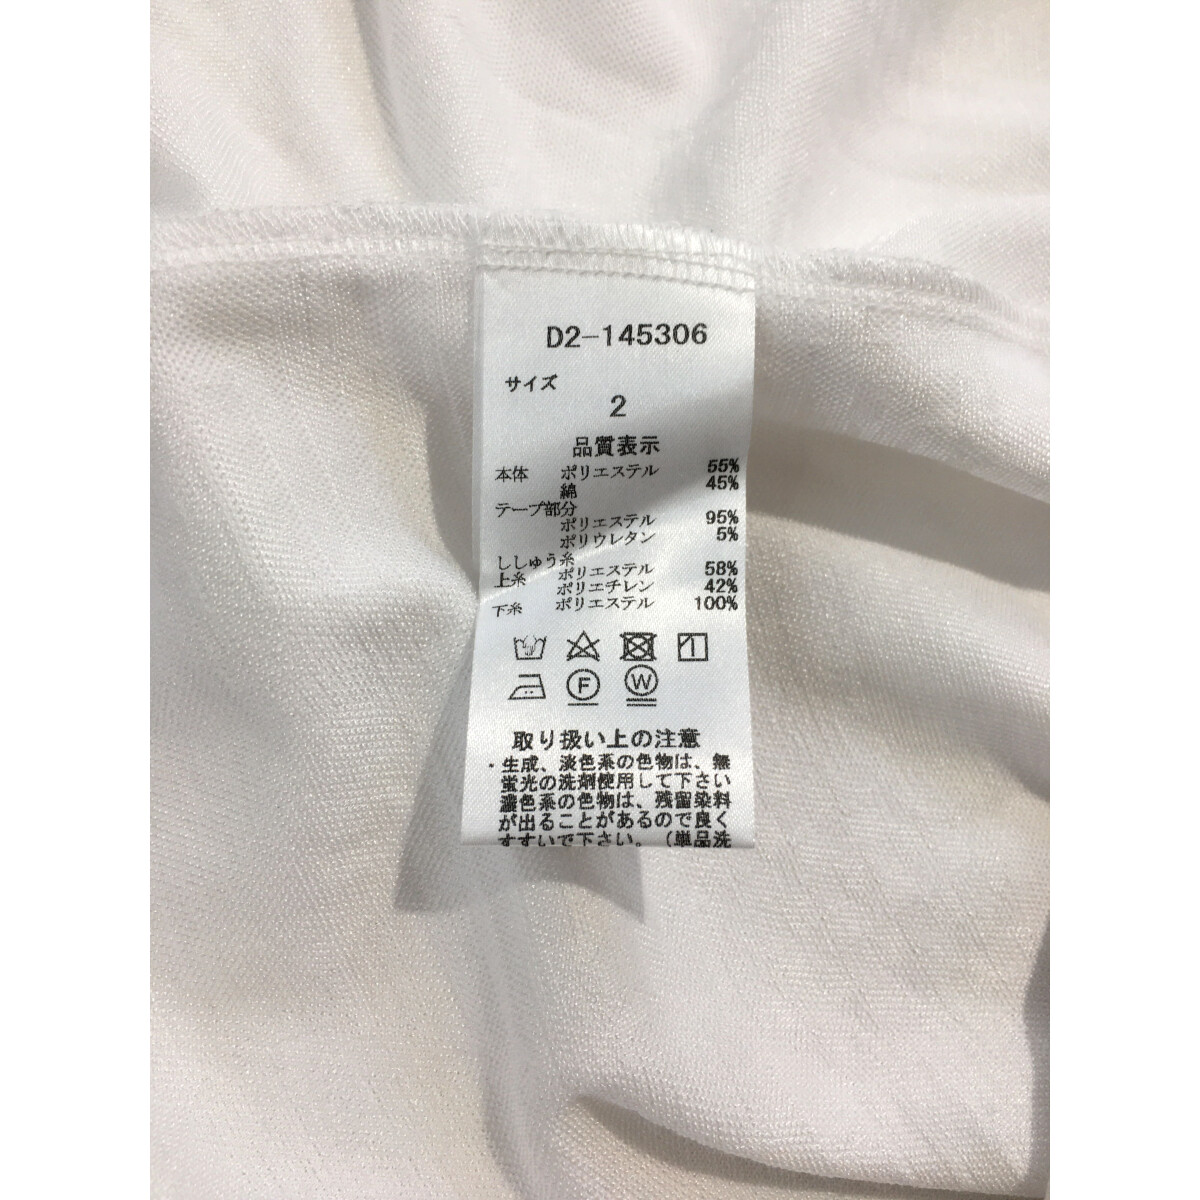 D2-145306
サイズ
2
品質表示
本体 ポリエステル 55%
綿 45%
テープ部分
ポリエステル 95%
ポリウレタン 5%
ししゅう糸
上糸 ポリエステル 58%
ポリエチレン 42%
下糸 ポリエステル 100%
F W
取り扱い上の注意
・生成、淡色系の色物は、無
蛍光の洗剤使用して下さい
濃色系の色物は、残留染料
が出ることがあるので良く
すすいで下さい。（単品洗